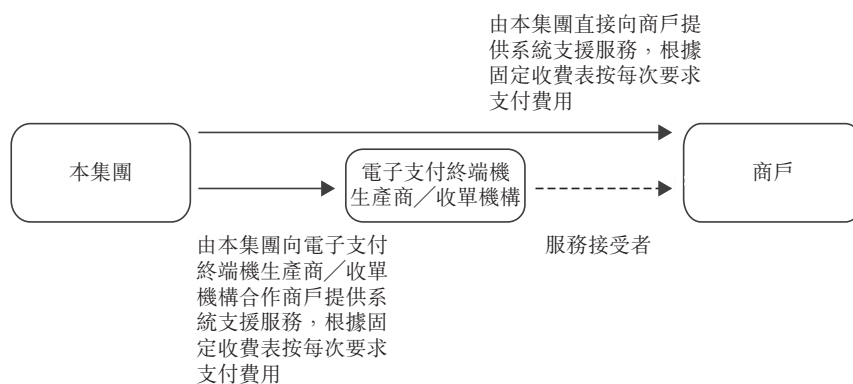 由本集團直接向商戶提
供系統支援服務，根據
固定收費表按每次要求
支付費用
本集團
電子支付終端機
生產商／收單機構
商戶
由本集團向電子支付
終端機生產商／收單
機構合作商戶提供系
統支援服務，根據固
定收費表按每次要求
支付費用
服務接受者